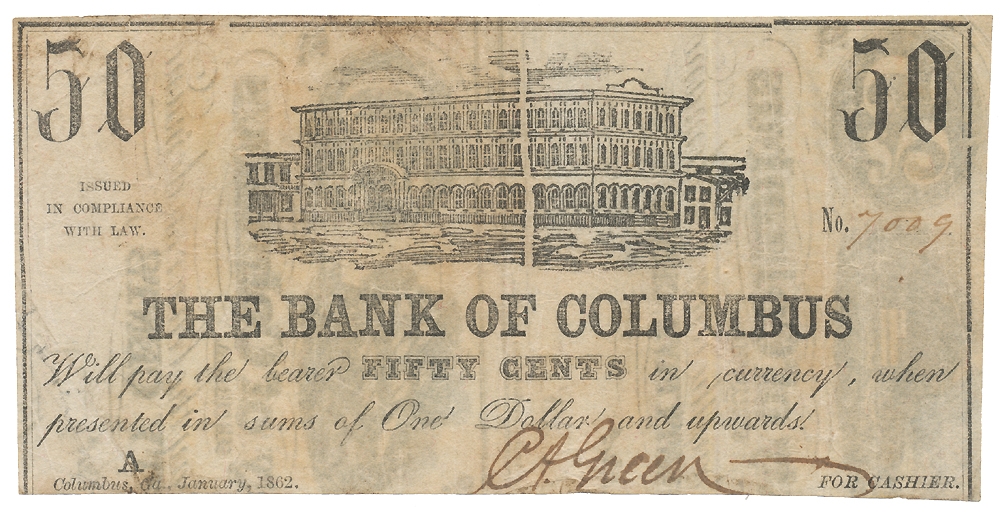 50 50
ISSUED
IN COMPLIANCE
WITH LAW.
No. 7009
THE BANK OF COLUMBUS
Will pay the bearer FIFTY CENTS in currency, when
presented in sums of One Dollar and upwards.
A
C A Green
Columbus, Ga., January, 1862. FOR CASHIER.